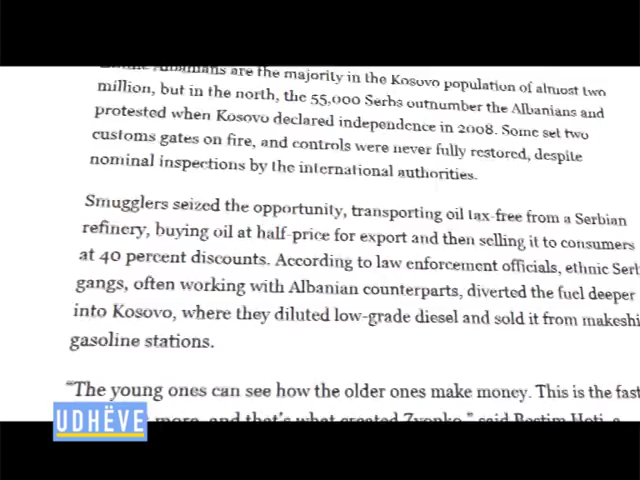 Albanians are the majority in the Kosovo population of almost two
million, but in the north, the 55,000 Serbs outnumber the Albanians and
protested when Kosovo declared independence in 2008. Some set two
customs gates on fire, and controls were never fully restored, despite
nominal inspections by the international authorities.
Smugglers seized the opportunity, transporting oil tax-free from a Serbian
refinery, buying oil at half-price for export and then selling it to consumers
at 40 percent discounts. According to law enforcement officials, ethnic Ser
gangs, often working with Albanian counterparts, diverted the fuel deeper
into Kosovo, where they diluted low-grade diesel and sold it from makeshi
gasoline stations.
“The young ones can see how the older ones make money. This is the fast
more, and that’s what created Zvonko,” said Besim Hoti, a
UDHËVE